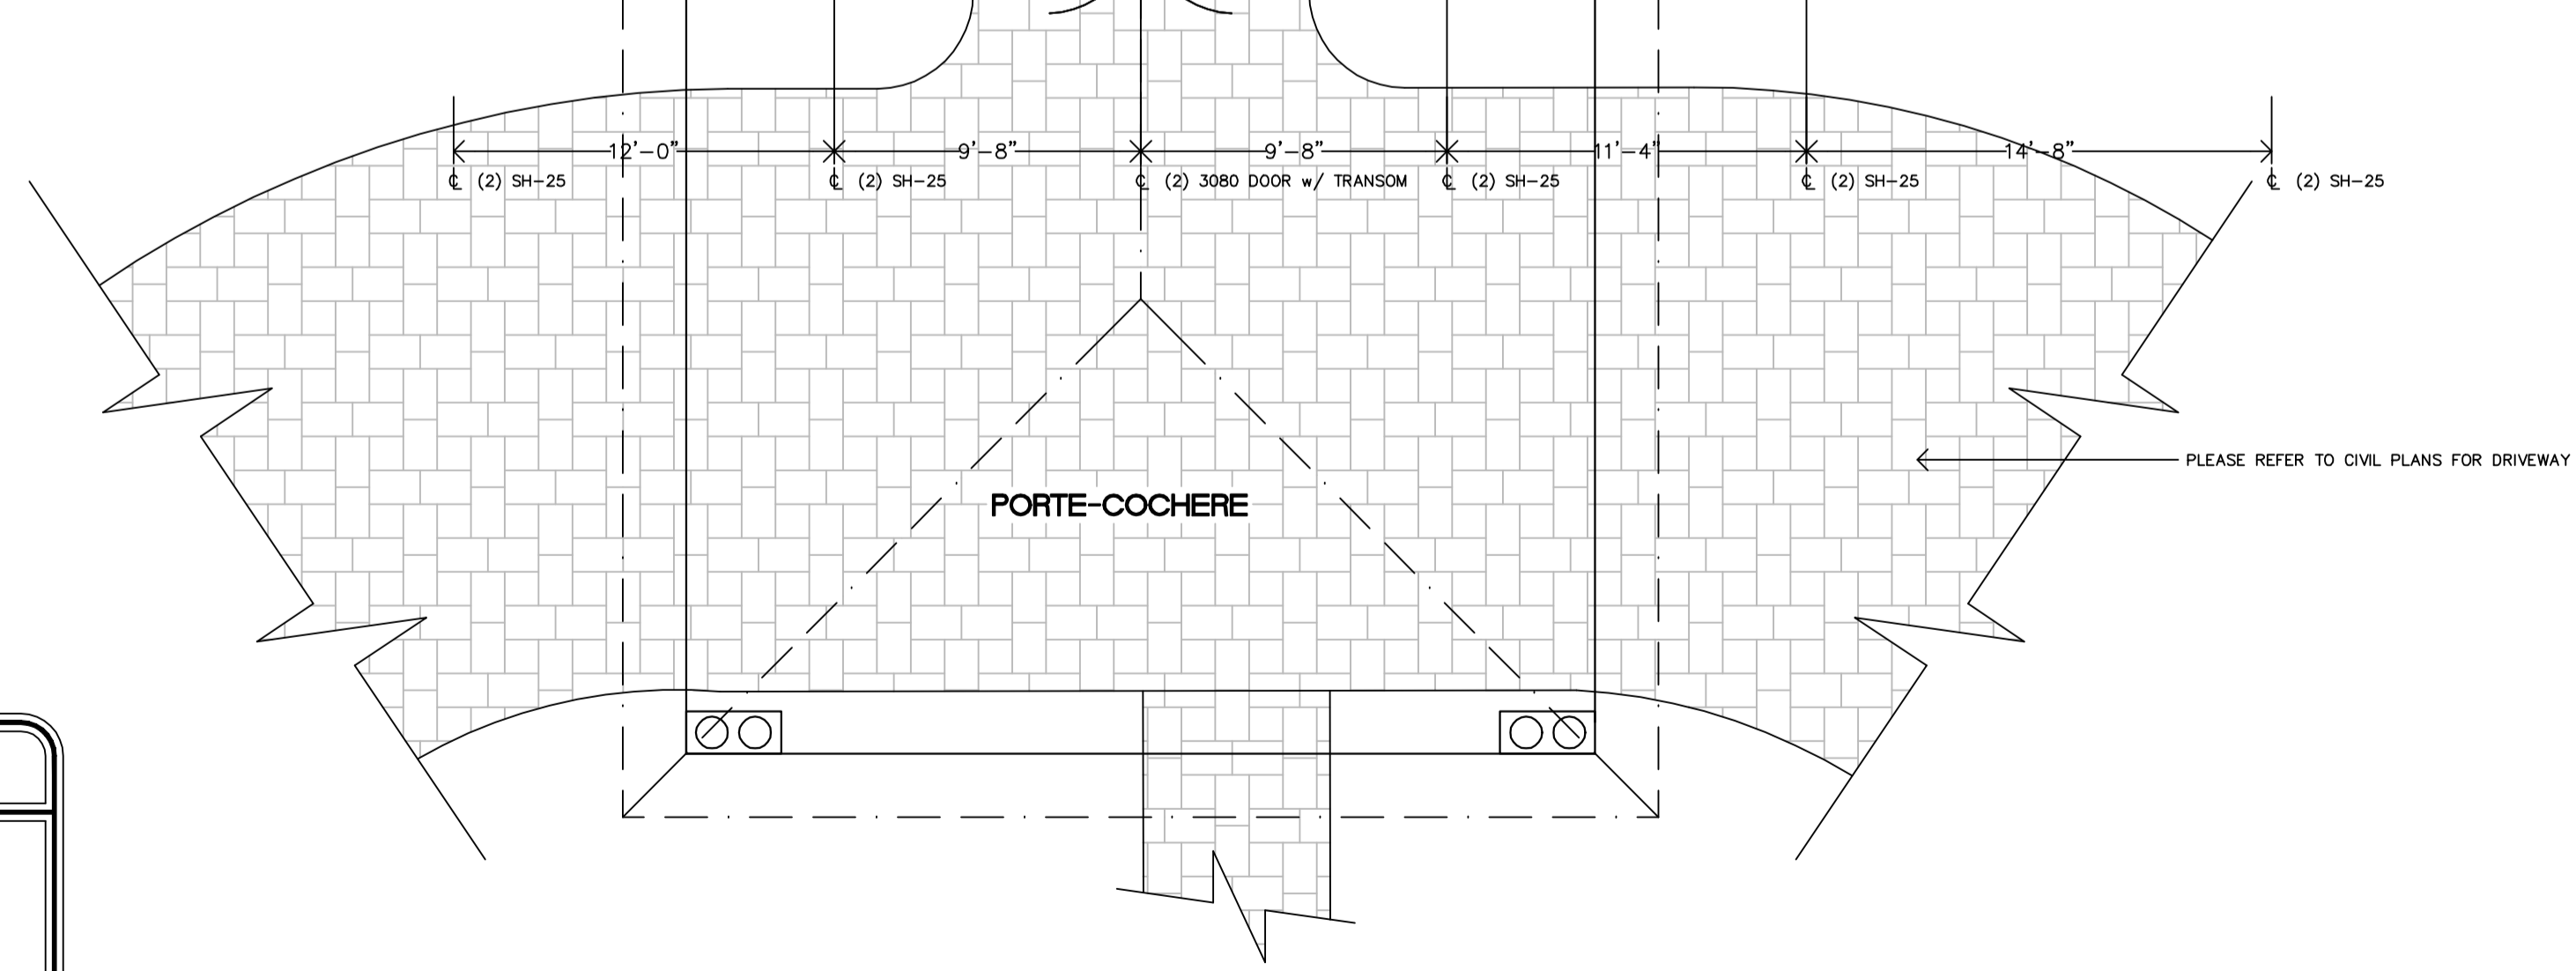 12'-0" 9'-8" 9'-8" 11'-4" 14'-8"
℄ (2) SH-25 ℄ (2) SH-25 ℄ (2) 3080 DOOR w/ TRANSOM ℄ (2) SH-25 ℄ (2) SH-25 ℄ (2) SH-25
PLEASE REFER TO CIVIL PLANS FOR DRIVEWAY
PORTE-COCHERE